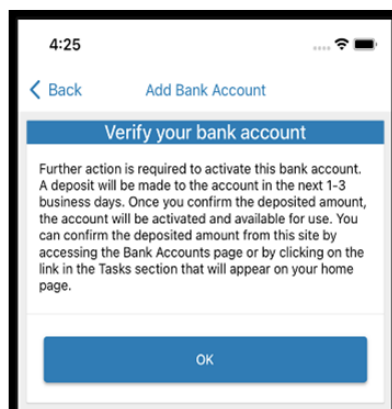 4:25
Back
Add Bank Account
Verify your bank account
Further action is required to activate this bank account.
A deposit will be made to the account in the next 1-3
business days. Once you confirm the deposited amount,
the account will be activated and available for use. You
can confirm the deposited amount from this site by
accessing the Bank Accounts page or by clicking on the
link in the Tasks section that will appear on your home
page.
OK